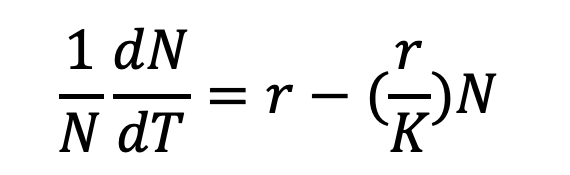 1/N dN/dT = r − (r/K)N